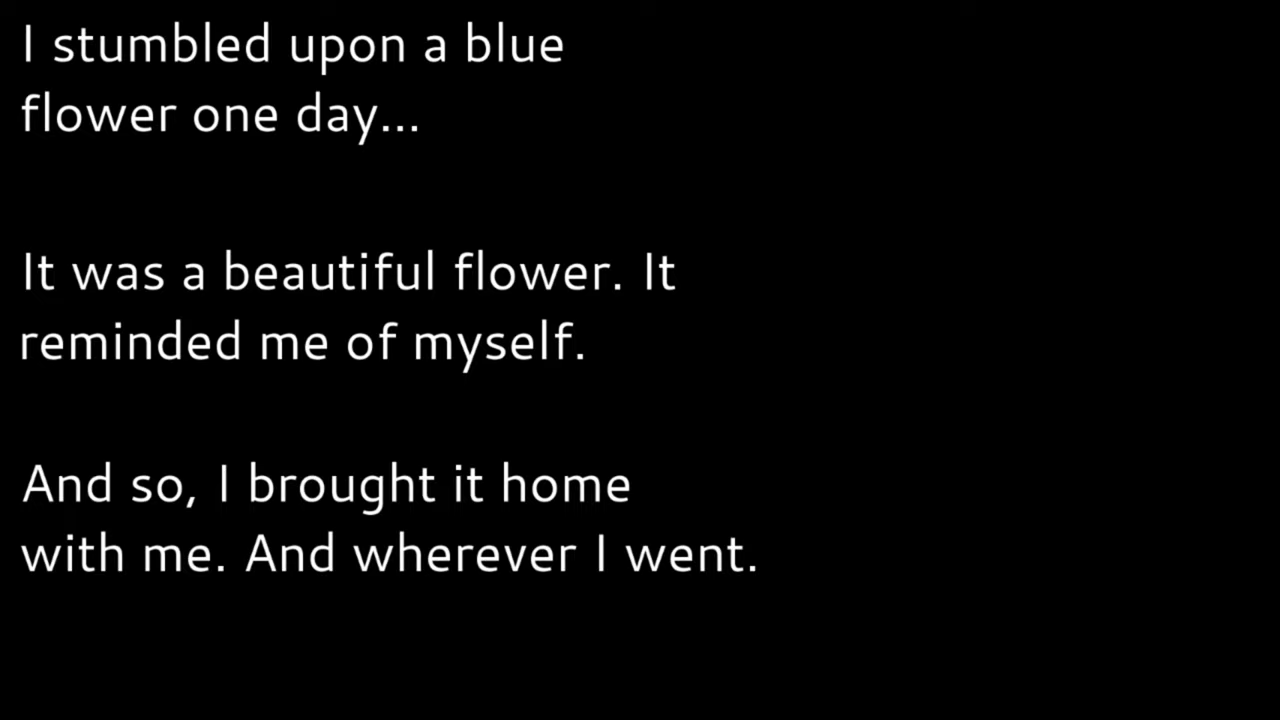 I stumbled upon a blue
flower one day...
It was a beautiful flower. It
reminded me of myself.
And so, I brought it home
with me. And wherever I went.